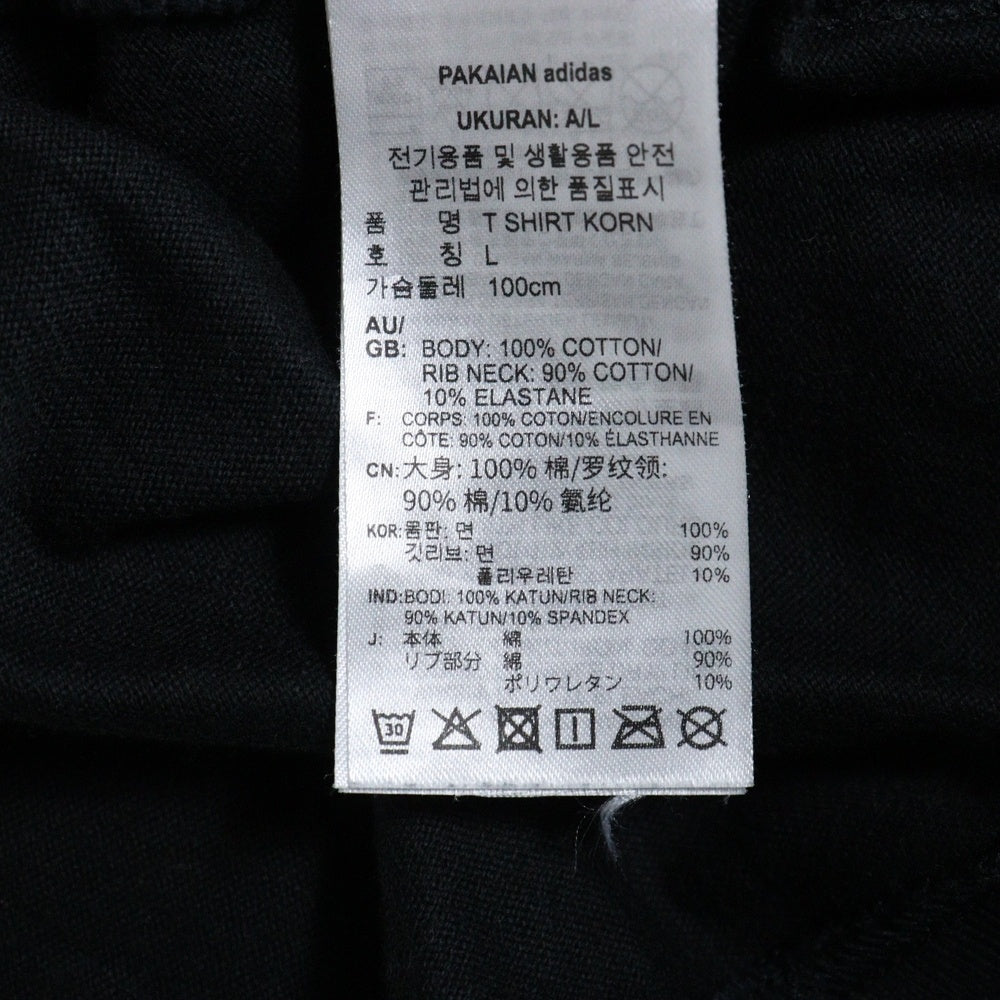 PAKAIAN adidas
UKURAN: A/L
전기용품 및 생활용품 안전
관리법에 의한 품질표시
품 명 T SHIRT KORN
호 칭 L
가슴둘레 100cm
AU/
GB: BODY: 100% COTTON/
RIB NECK: 90% COTTON/
10% ELASTANE
F: CORPS: 100% COTON/ENCOLURE EN
CÔTE: 90% COTON/10% ÉLASTHANNE
CN: 大身: 100% 棉/罗纹领:
90% 棉/10% 氨纶
KOR: 몸판: 면 100%
깃리브: 면 90%
폴리우레탄 10%
IND: BODI: 100% KATUN/RIB NECK:
90% KATUN/10% SPANDEX
J: 本体 綿 100%
リブ部分 綿 90%
ポリウレタン 10%
30